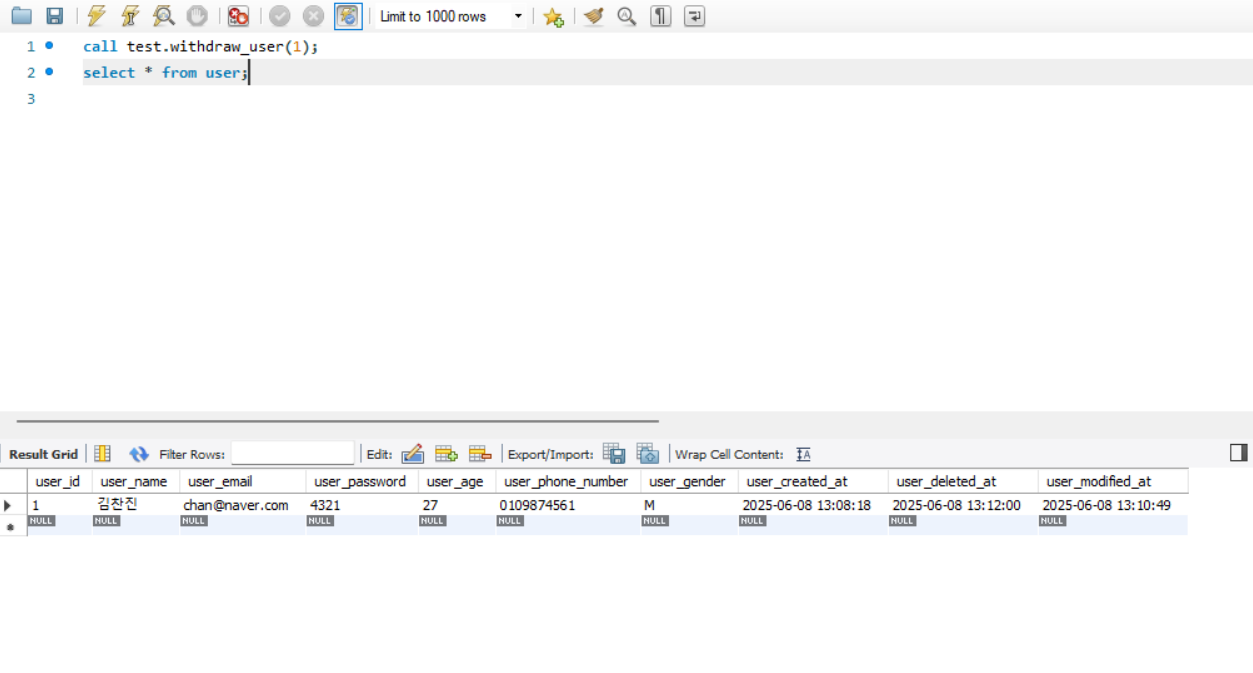 Limit to 1000 rows
1 call test.withdraw_user(1);
2 select * from user;
3
Result Grid Filter Rows: Edit: Export/Import: Wrap Cell Content:
user_id user_name user_email user_password user_age user_phone_number user_gender user_created_at user_deleted_at user_modified_at
1 김찬진 chan@naver.com 4321 27 0109874561 M 2025-06-08 13:08:18 2025-06-08 13:12:00 2025-06-08 13:10:49
NULL NULL NULL NULL NULL NULL NULL NULL NULL NULL